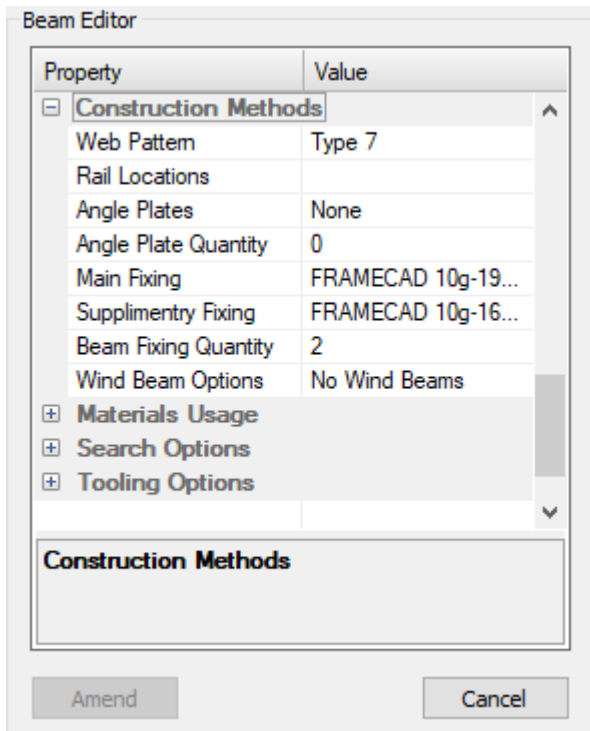 Beam Editor
Property Value
Construction Methods
Web Pattern Type 7
Rail Locations
Angle Plates None
Angle Plate Quantity 0
Main Fixing FRAMECAD 10g-19...
Supplimentry Fixing FRAMECAD 10g-16...
Beam Fixing Quantity 2
Wind Beam Options No Wind Beams
Materials Usage
Search Options
Tooling Options
Construction Methods
Amend Cancel